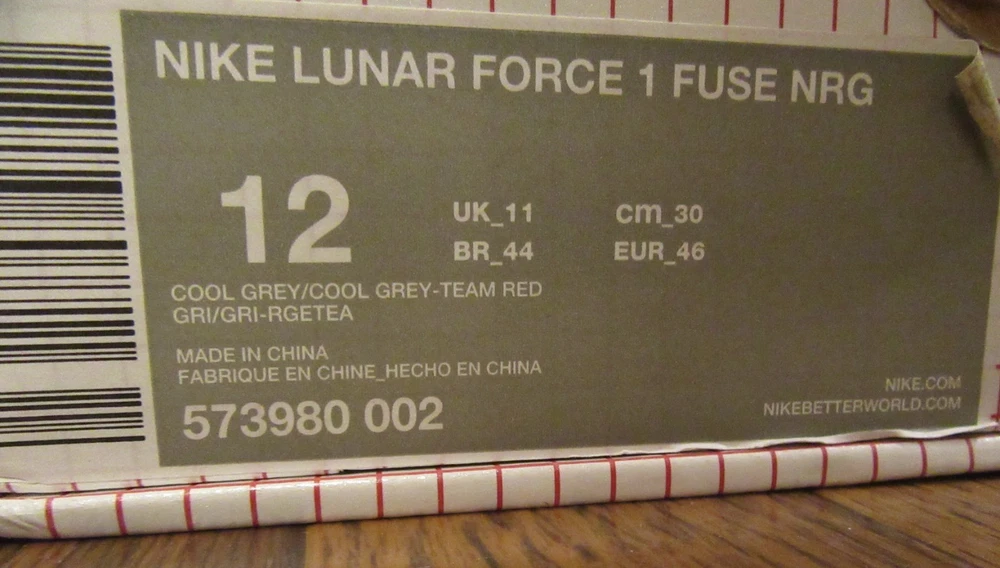 NIKE LUNAR FORCE 1 FUSE NRG
12
UK_11 cm_30
BR_44 EUR_46
COOL GREY/COOL GREY-TEAM RED
GRI/GRI-RGETEA
MADE IN CHINA
FABRIQUE EN CHINE_HECHO EN CHINA
573980 002
NIKE.COM
NIKEBETTERWORLD.COM